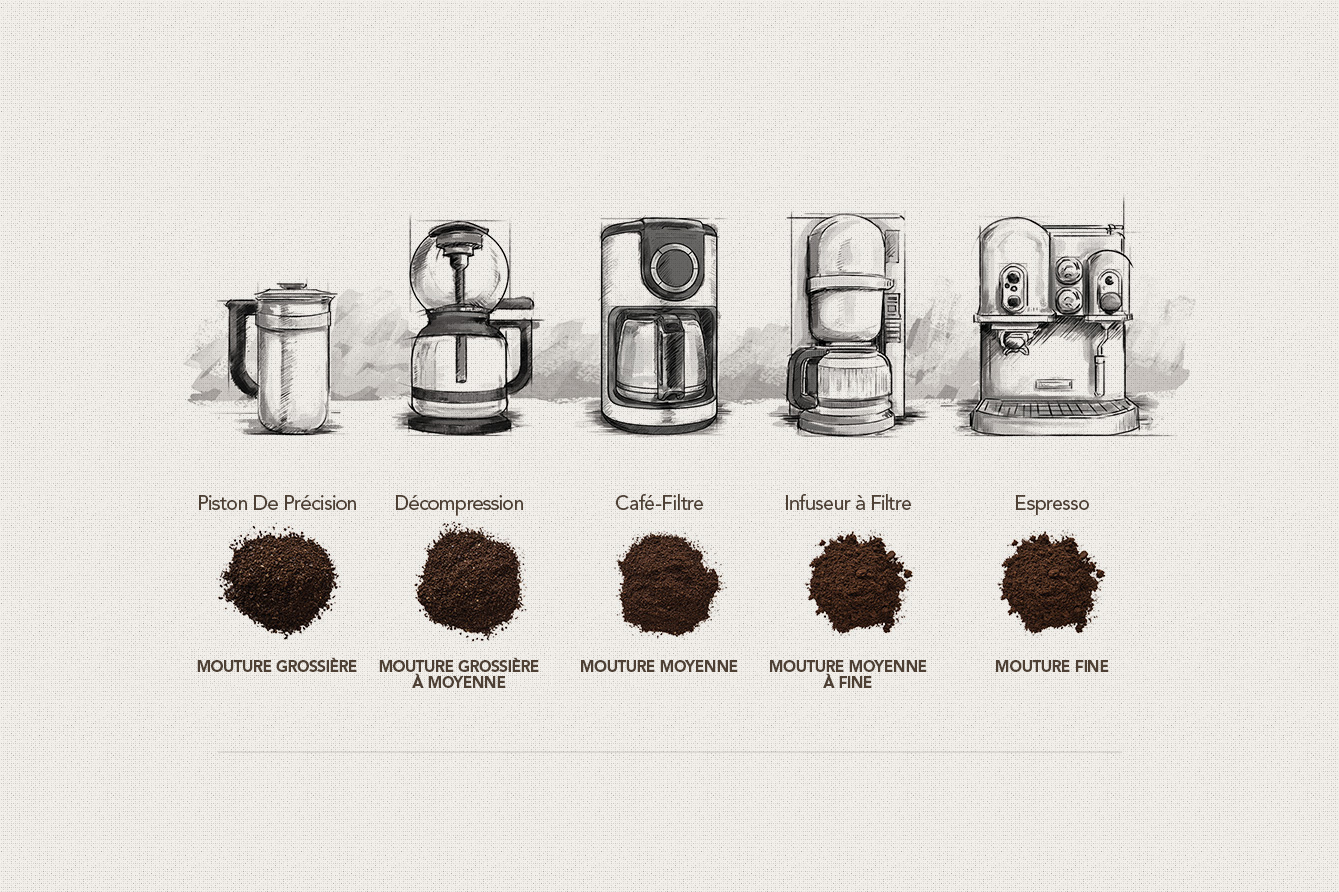 Piston De Précision
Décompression
Café-Filtre
Infuseur à Filtre
Espresso
MOUTURE GROSSIÈRE
MOUTURE GROSSIÈRE
À MOYENNE
MOUTURE MOYENNE
MOUTURE MOYENNE
À FINE
MOUTURE FINE